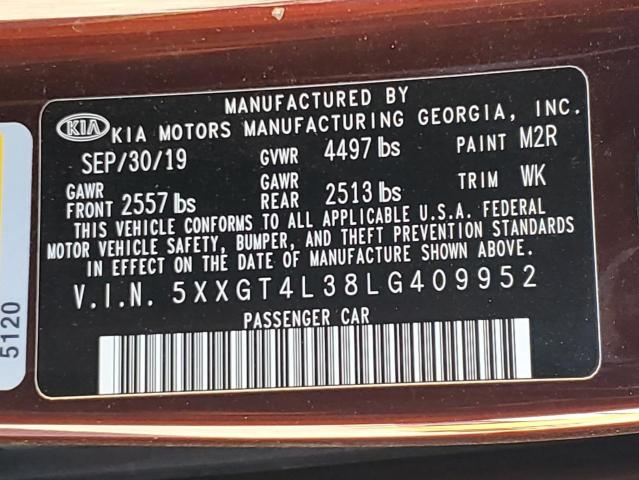 MANUFACTURED BY
KIA KIA MOTORS MANUFACTURING GEORGIA, INC.
SEP/30/19 GVWR 4497 lbs PAINT M2R
GAWR FRONT 2557 lbs GAWR REAR 2513 lbs TRIM WK
THIS VEHICLE CONFORMS TO ALL APPLICABLE U.S.A. FEDERAL
MOTOR VEHICLE SAFETY, BUMPER, AND THEFT PREVENTION STANDARDS
IN EFFECT ON THE DATE OF MANUFACTURE SHOWN ABOVE.
V.I.N. 5XXGT4L38LG409952
PASSENGER CAR
5120